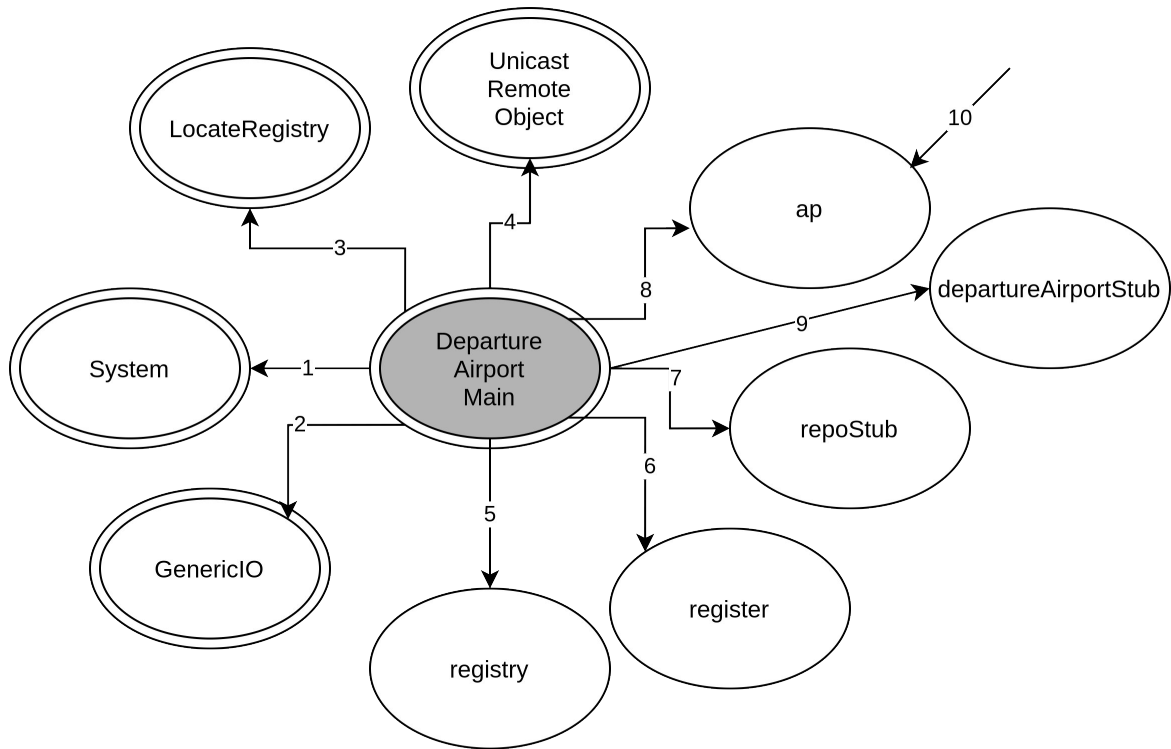 Unicast
Remote
Object
LocateRegistry
10
ap
4
3
8
departureAirportStub
9
Departure
Airport
Main
System
1
7
2
repoStub
6
5
GenericIO
register
registry